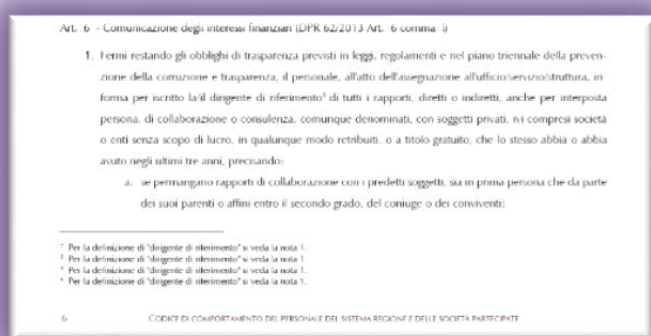 Art. 6 - Comunicazione degli interessi finanziari (DPR 62/2013 Art. 6 comma 1)
1. Fermi restando gli obblighi di trasparenza previsti in leggi, regolamenti e nel piano triennale della preven-
zione della corruzione e trasparenza, il personale, all'atto dell'assegnazione all'ufficio/servizio/struttura, in-
forma per iscritto la/il dirigente di riferimento¹ di tutti i rapporti, diretti o indiretti, anche per interposta
persona, di collaborazione o consulenza, comunque denominati, con soggetti privati, ivi compresi società
o enti senza scopo di lucro, in qualunque modo retribuiti, o a titolo gratuito, che lo stesso abbia o abbia
avuto negli ultimi tre anni, precisando:
a. se permangano rapporti di collaborazione con i predetti soggetti, sia in prima persona che da parte
dei suoi parenti o affini entro il secondo grado, del coniuge o dei conviventi;
Per la definizione di "dirigente di riferimento" si veda la nota 1.
Per la definizione di "dirigente di riferimento" si veda la nota 1.
Per la definizione di "dirigente di riferimento" si veda la nota 1.
Per la definizione di "dirigente di riferimento" si veda la nota 1.
6 CODICE DI COMPORTAMENTO DEL PERSONALE DEL SISTEMA REGIONE E DELLE SOCIETÀ PARTECIPATE